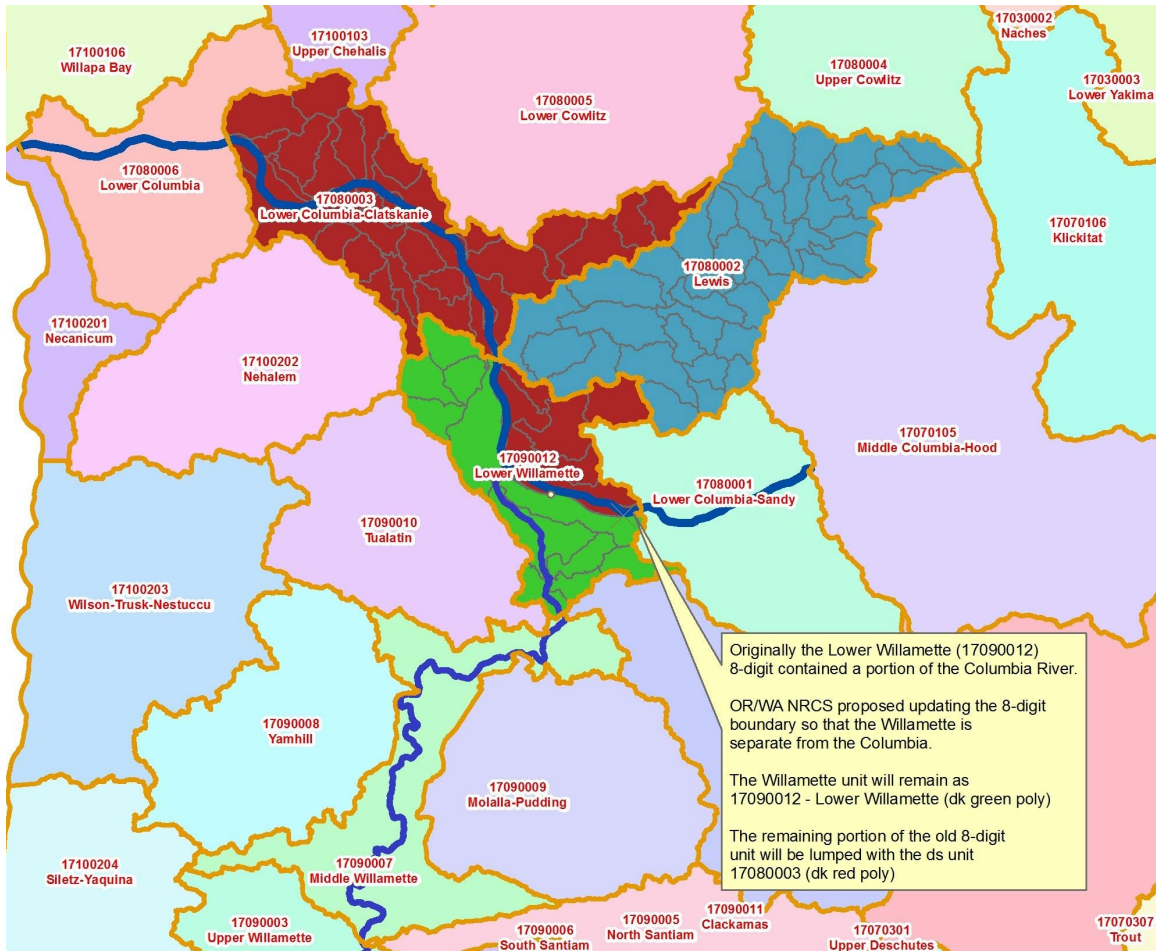 17030002
Naches
17100103
Upper Chehalis
17100106
Willapa Bay
17080004
Upper Cowlitz
17030003
Lower Yakima
17080005
Lower Cowlitz
17080006
Lower Columbia
17080003
Lower Columbia-Clatskanie
17070106
Klickitat
17080002
Lewis
17100201
Necanicum
17100202
Nehalem
17070105
Middle Columbia-Hood
17090012
Lower Willamette
17080001
Lower Columbia-Sandy
17090010
Tualatin
17100203
Wilson-Trusk-Nestuccu
Originally the Lower Willamette (17090012)
8-digit contained a portion of the Columbia River.
OR/WA NRCS proposed updating the 8-digit
boundary so that the Willamette is
separate from the Columbia.
The Willamette unit will remain as
17090012 - Lower Willamette (dk green poly)
The remaining portion of the old 8-digit
unit will be lumped with the ds unit
17080003 (dk red poly)
17090008
Yamhill
17090009
Molalla-Pudding
17100204
Siletz-Yaquina
17090007
Middle Willamette
17090003
Upper Willamette
17090006
South Santiam
17090005
North Santiam
17090011
Clackamas
17070301
Upper Deschutes
17070307
Trout